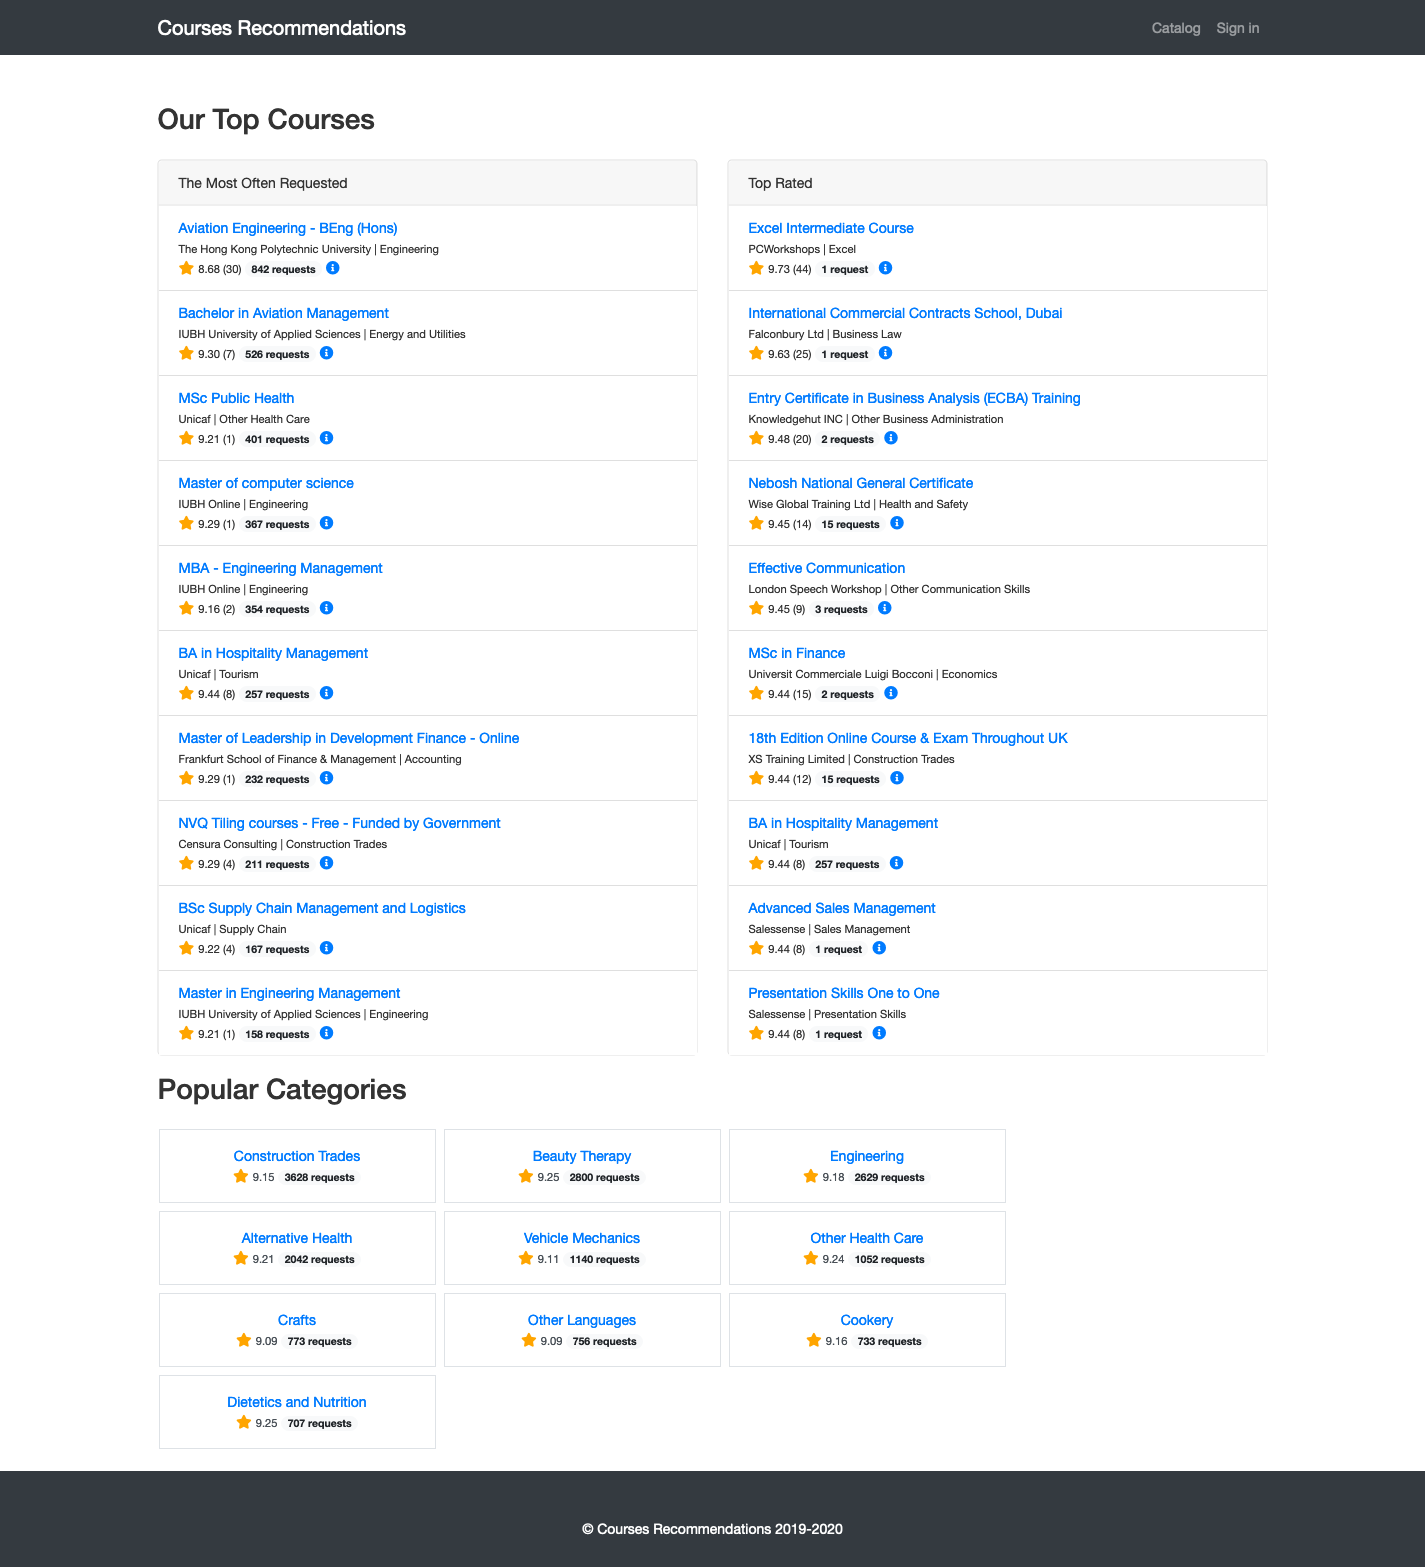 Courses Recommendations
Catalog Sign in
Our Top Courses
The Most Often Requested
Aviation Engineering - BEng (Hons)
The Hong Kong Polytechnic University | Engineering
8.68 (30) 842 requests
Bachelor in Aviation Management
IUBH University of Applied Sciences | Energy and Utilities
9.30 (7) 526 requests
MSc Public Health
Unicaf | Other Health Care
9.21 (1) 401 requests
Master of computer science
IUBH Online | Engineering
9.29 (1) 367 requests
MBA - Engineering Management
IUBH Online | Engineering
9.16 (2) 354 requests
BA in Hospitality Management
Unicaf | Tourism
9.44 (8) 257 requests
Master of Leadership in Development Finance - Online
Frankfurt School of Finance & Management | Accounting
9.29 (1) 232 requests
NVQ Tiling courses - Free - Funded by Government
Censura Consulting | Construction Trades
9.29 (4) 211 requests
BSc Supply Chain Management and Logistics
Unicaf | Supply Chain
9.22 (4) 167 requests
Master in Engineering Management
IUBH University of Applied Sciences | Engineering
9.21 (1) 158 requests
Top Rated
Excel Intermediate Course
PCWorkshops | Excel
9.73 (44) 1 request
International Commercial Contracts School, Dubai
Falconbury Ltd | Business Law
9.63 (25) 1 request
Entry Certificate in Business Analysis (ECBA) Training
Knowledgehut INC | Other Business Administration
9.48 (20) 2 requests
Nebosh National General Certificate
Wise Global Training Ltd | Health and Safety
9.45 (14) 15 requests
Effective Communication
London Speech Workshop | Other Communication Skills
9.45 (9) 3 requests
MSc in Finance
Universit Commerciale Luigi Bocconi | Economics
9.44 (15) 2 requests
18th Edition Online Course & Exam Throughout UK
XS Training Limited | Construction Trades
9.44 (12) 15 requests
BA in Hospitality Management
Unicaf | Tourism
9.44 (8) 257 requests
Advanced Sales Management
Salessense | Sales Management
9.44 (8) 1 request
Presentation Skills One to One
Salessense | Presentation Skills
9.44 (8) 1 request
Popular Categories
Construction Trades
9.15 3628 requests
Beauty Therapy
9.25 2800 requests
Engineering
9.18 2629 requests
Alternative Health
9.21 2042 requests
Vehicle Mechanics
9.11 1140 requests
Other Health Care
9.24 1052 requests
Crafts
9.09 773 requests
Other Languages
9.09 756 requests
Cookery
9.16 733 requests
Dietetics and Nutrition
9.25 707 requests
© Courses Recommendations 2019-2020